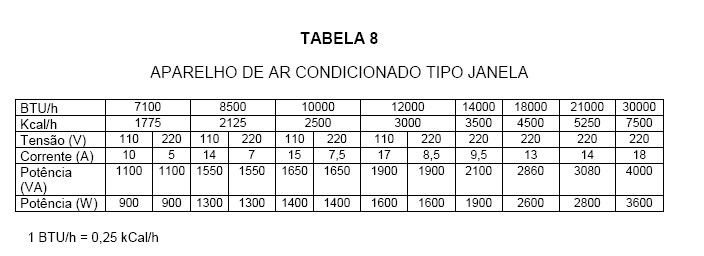 TABELA 8
APARELHO DE AR CONDICIONADO TIPO JANELA
BTU/h 7100 8500 10000 12000 14000 18000 21000 30000
Kcal/h 1775 2125 2500 3000 3500 4500 5250 7500
Tensão (V) 110 220 110 220 110 220 110 220 220 220 220 220
Corrente (A) 10 5 14 7 15 7,5 17 8,5 9,5 13 14 18
Potência 1100 1100 1550 1550 1650 1650 1900 1900 2100 2860 3080 4000
(VA)
Potência (W) 900 900 1300 1300 1400 1400 1600 1600 1900 2600 2800 3600
1 BTU/h = 0,25 kCal/h